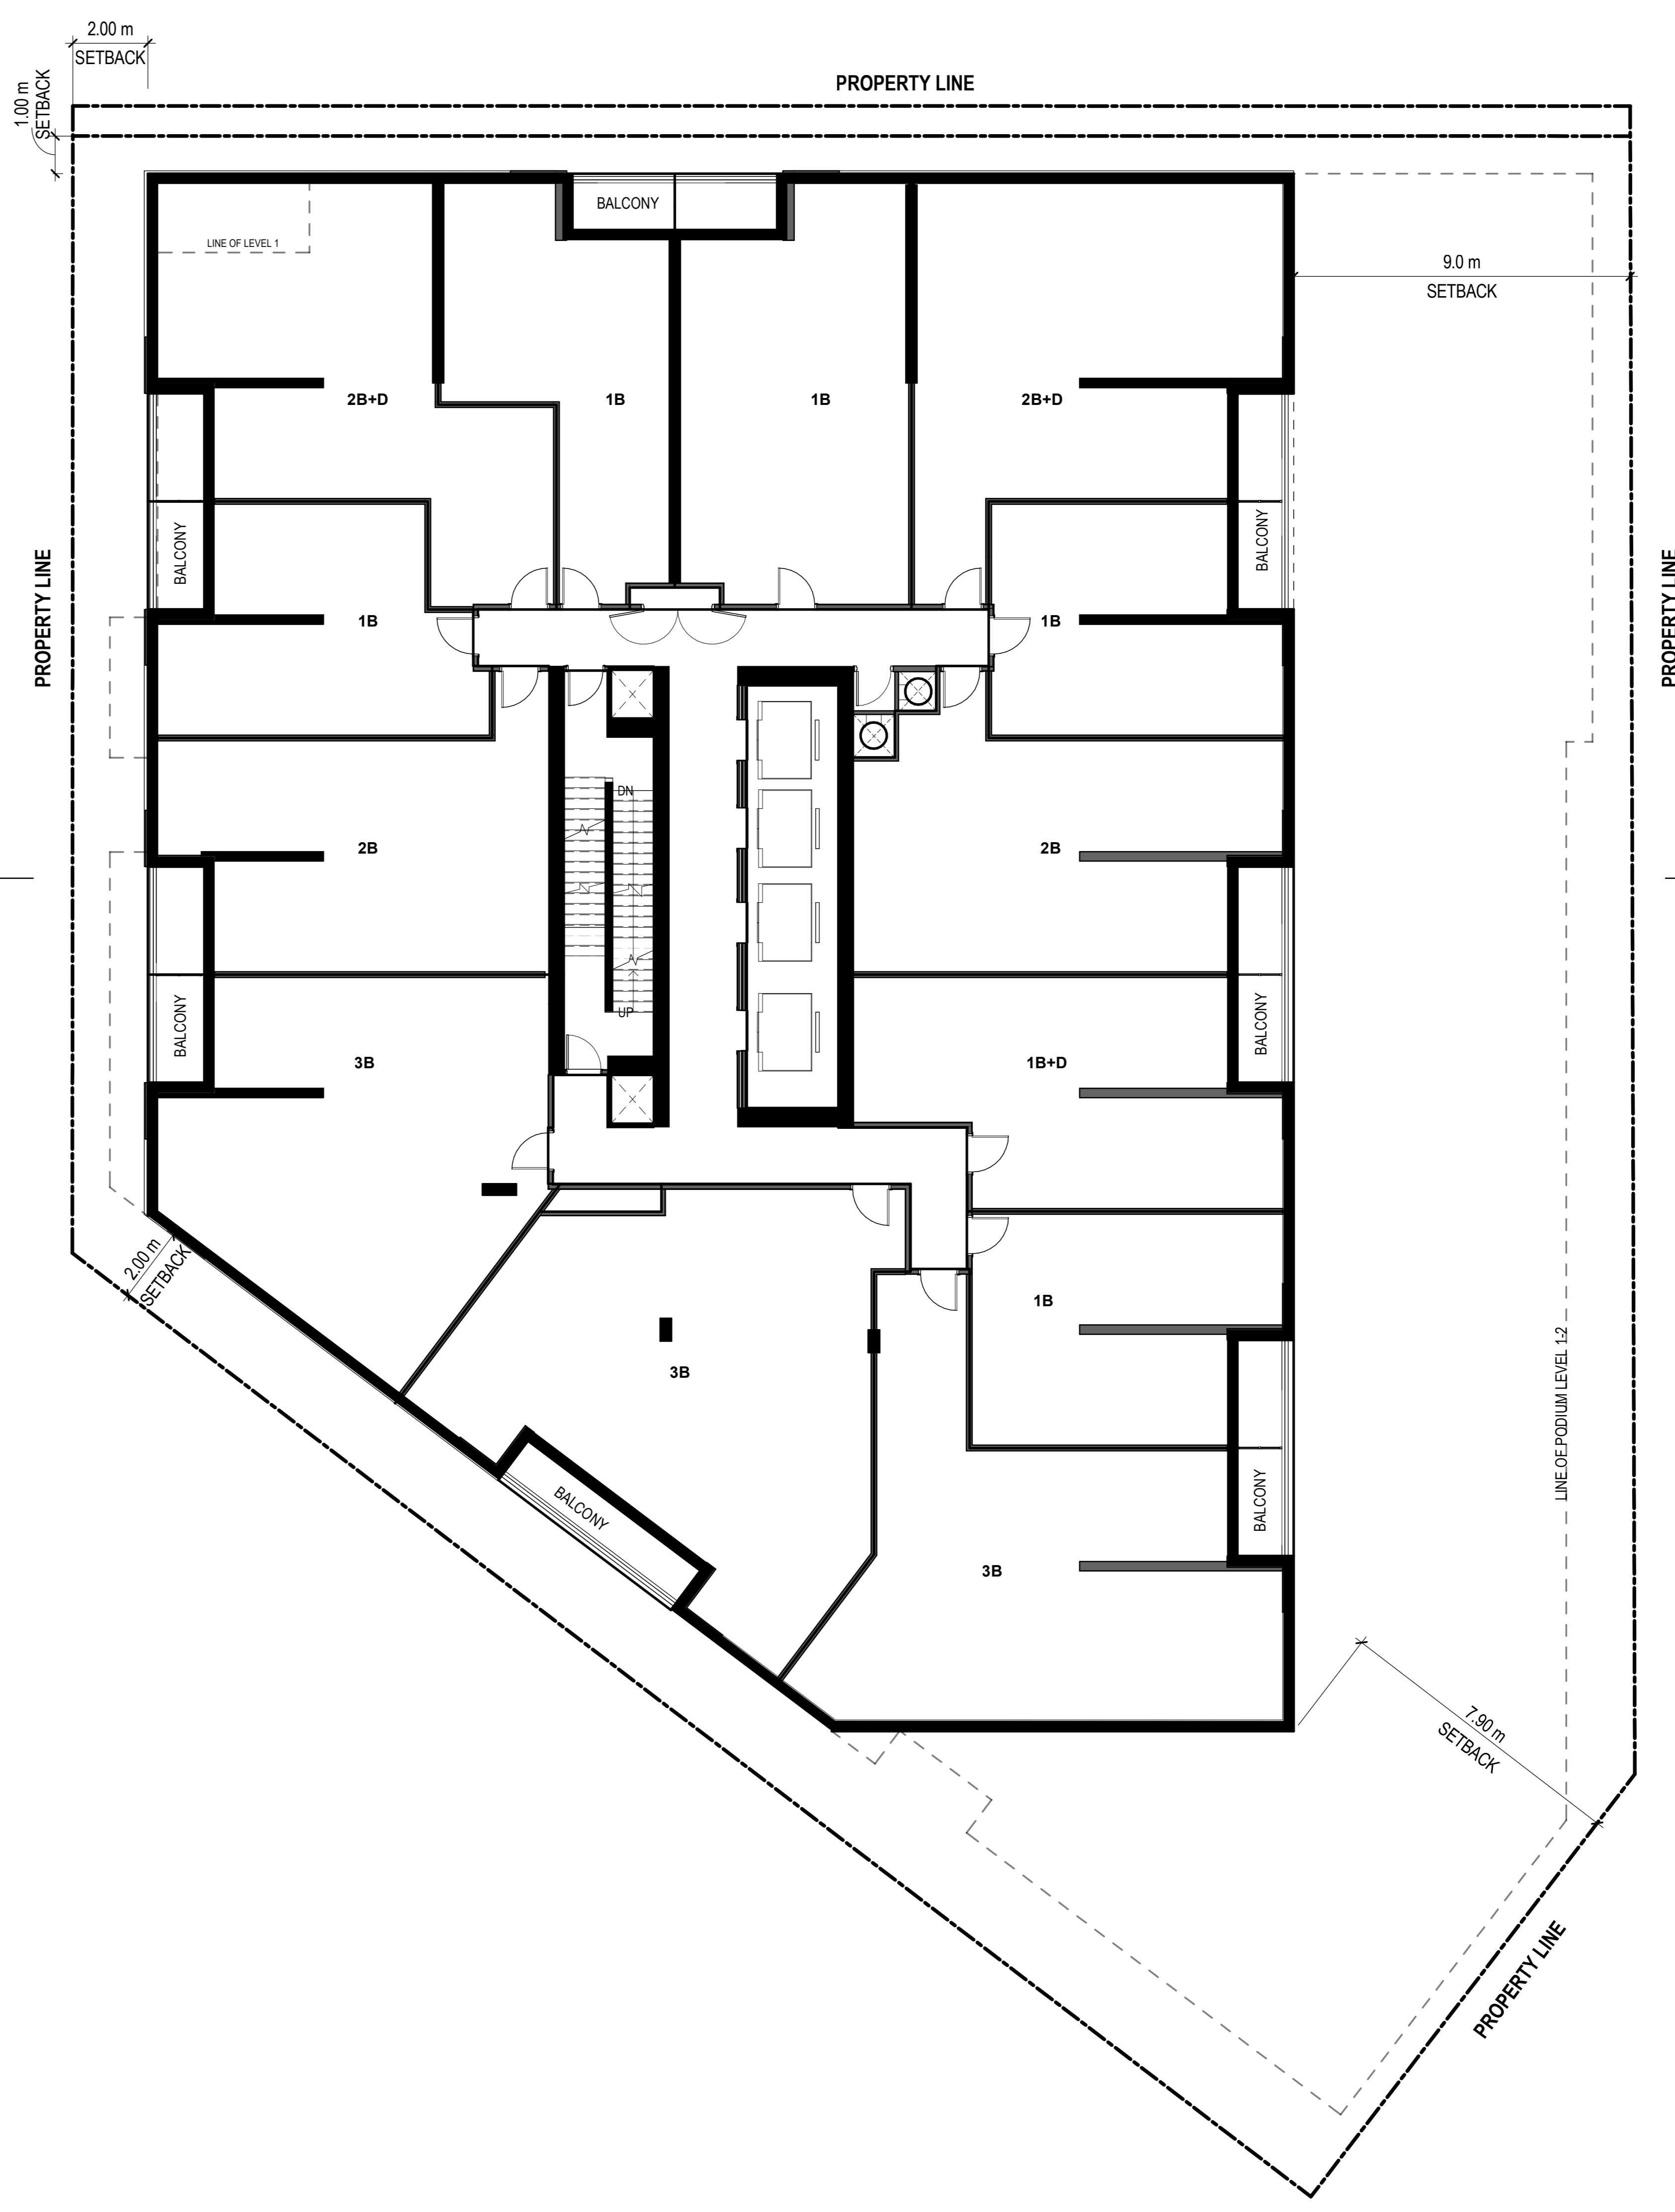 2.00 m
SETBACK
1.00 m
SETBACK
PROPERTY LINE
BALCONY
LINE OF LEVEL 1
9.0 m
SETBACK
2B+D
1B
1B
2B+D
BALCONY
BALCONY
PROPERTY LINE
PROPERTY LINE
1B
1B
DN
2B
2B
UP
BALCONY
BALCONY
3B
1B+D
2.00 m
SETBACK
1B
3B
LINE OF PODIUM LEVEL 1-2
BALCONY
BALCONY
3B
7.90 m
SETBACK
PROPERTY LINE